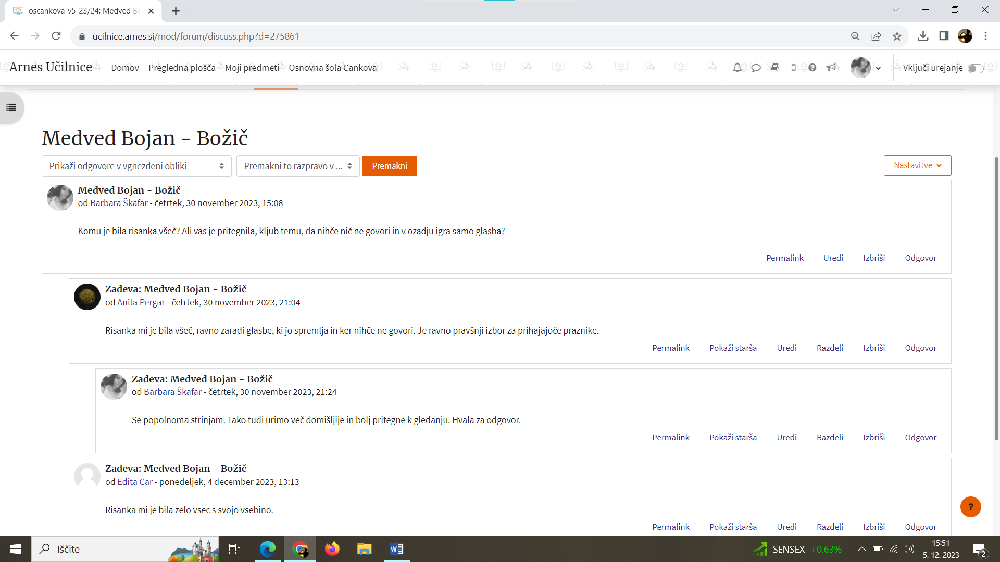 oscankova-v5-23/24: Medved Bo
ucilnice.arnes.si/mod/forum/discuss.php?d=275861
Arnes Učilnice Domov Pregledna plošča Moji predmeti Osnovna šola Cankova Vključi urejanje
Medved Bojan - Božič
Prikaži odgovore v vgnezdeni obliki Premakni to razpravo v ... Premakni Nastavitve
Medved Bojan - Božič
od Barbara Škafar - četrtek, 30 november 2023, 15:08
Komu je bila risanka všeč? Ali vas je pritegnila, kljub temu, da nihče nič ne govori in v ozadju igra samo glasba?
Permalink Uredi Izbriši Odgovor
Zadeva: Medved Bojan - Božič
od Anita Pergar - četrtek, 30 november 2023, 21:04
Risanka mi je bila všeč, ravno zaradi glasbe, ki jo spremlja in ker nihče ne govori. Je ravno pravšnji izbor za prihajajoče praznike.
Permalink Pokaži starša Uredi Razdeli Izbriši Odgovor
Zadeva: Medved Bojan - Božič
od Barbara Škafar - četrtek, 30 november 2023, 21:24
Se popolnoma strinjam. Tako tudi urimo več domišljije in bolj pritegne k gledanju. Hvala za odgovor.
Permalink Pokaži starša Uredi Razdeli Izbriši Odgovor
Zadeva: Medved Bojan - Božič
od Edita Car - ponedeljek, 4 december 2023, 13:13
Risanka mi je bila zelo vsec s svojo vsebino.
Permalink Pokaži starša Uredi Razdeli Izbriši Odgovor
?
Iščite SENSEX +0.63% 15:51
5. 12. 2023 2